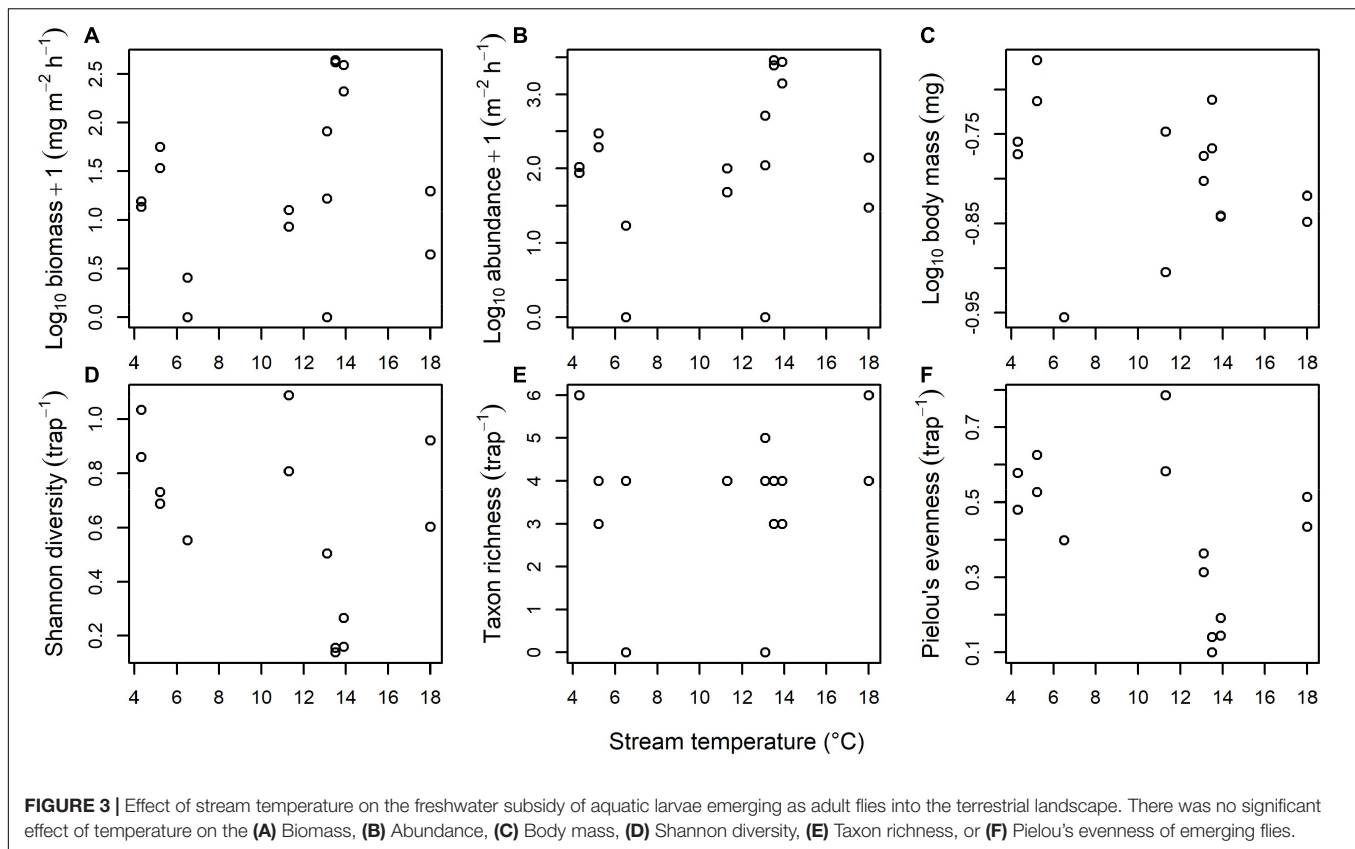 A
B
C
Log10 biomass + 1 (mg m−2 h−1)
0.0 0.5 1.0 1.5 2.0 2.5
4 6 8 10 12 14 16 18
Log10 abundance + 1 (m−2 h−1)
0.0 1.0 2.0 3.0
4 6 8 10 12 14 16 18
Log10 body mass (mg)
-0.95 -0.85 -0.75
4 6 8 10 12 14 16 18
D
E
F
Shannon diversity (trap−1)
0.2 0.4 0.6 0.8 1.0
4 6 8 10 12 14 16 18
Taxon richness (trap−1)
0 1 2 3 4 5 6
4 6 8 10 12 14 16 18
Pielou's evenness (trap−1)
0.1 0.3 0.5 0.7
4 6 8 10 12 14 16 18
Stream temperature (°C)
FIGURE 3 | Effect of stream temperature on the freshwater subsidy of aquatic larvae emerging as adult flies into the terrestrial landscape. There was no significant
effect of temperature on the (A) Biomass, (B) Abundance, (C) Body mass, (D) Shannon diversity, (E) Taxon richness, or (F) Pielou's evenness of emerging flies.